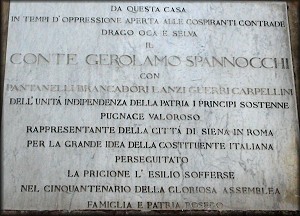 DA QUESTA CASA
IN TEMPI D'OPPRESSIONE APERTA ALLE COSPIRANTI CONTRADE
DRAGO OCA E SELVA
IL
CONTE GEROLAMO SPANNOCCHI
CON
PANTANELLI BRANCADORI LANZI GUERRI CARPELLINI
DELL'UNITÀ INDIPENDENZA DELLA PATRIA I PRINCIPI SOSTENNE
PUGNACE VALOROSO
RAPPRESENTANTE DELLA CITTÀ DI SIENA IN ROMA
PER LA GRANDE IDEA DELLA COSTITUENTE ITALIANA
PERSEGUITATO
LA PRIGIONE L'ESILIO SOFFERSE
NEL CINQUANTENARIO DELLA GLORIOSA ASSEMBLEA
FAMIGLIA E PATRIA